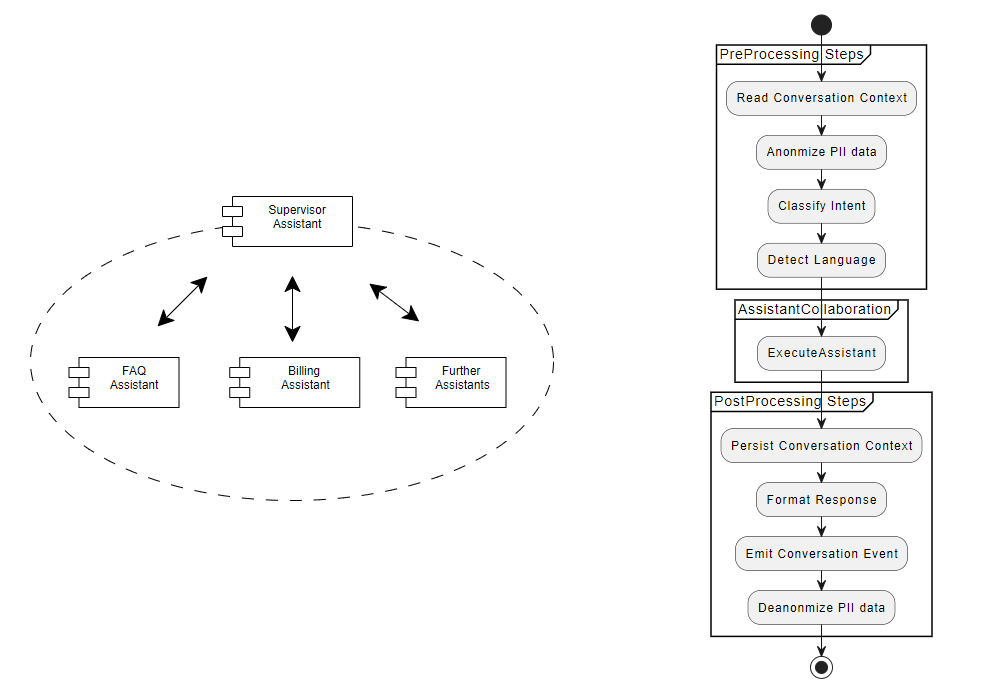 Supervisor
Assistant
FAQ
Assistant
Billing
Assistant
Further
Assistants
PreProcessing Steps
Read Conversation Context
Anonmize PII data
Classify Intent
Detect Language
AssistantCollaboration
ExecuteAssistant
PostProcessing Steps
Persist Conversation Context
Format Response
Emit Conversation Event
Deanonmize PII data